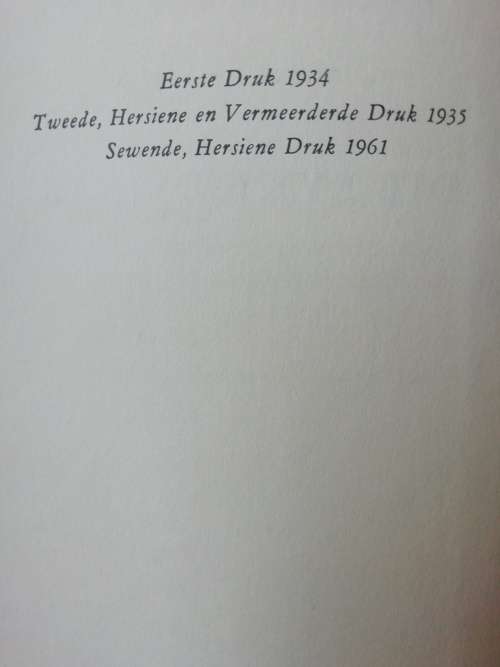 Eerste Druk 1934
Tweede, Hersiene en Vermeerderde Druk 1935
Sewende, Hersiene Druk 1961